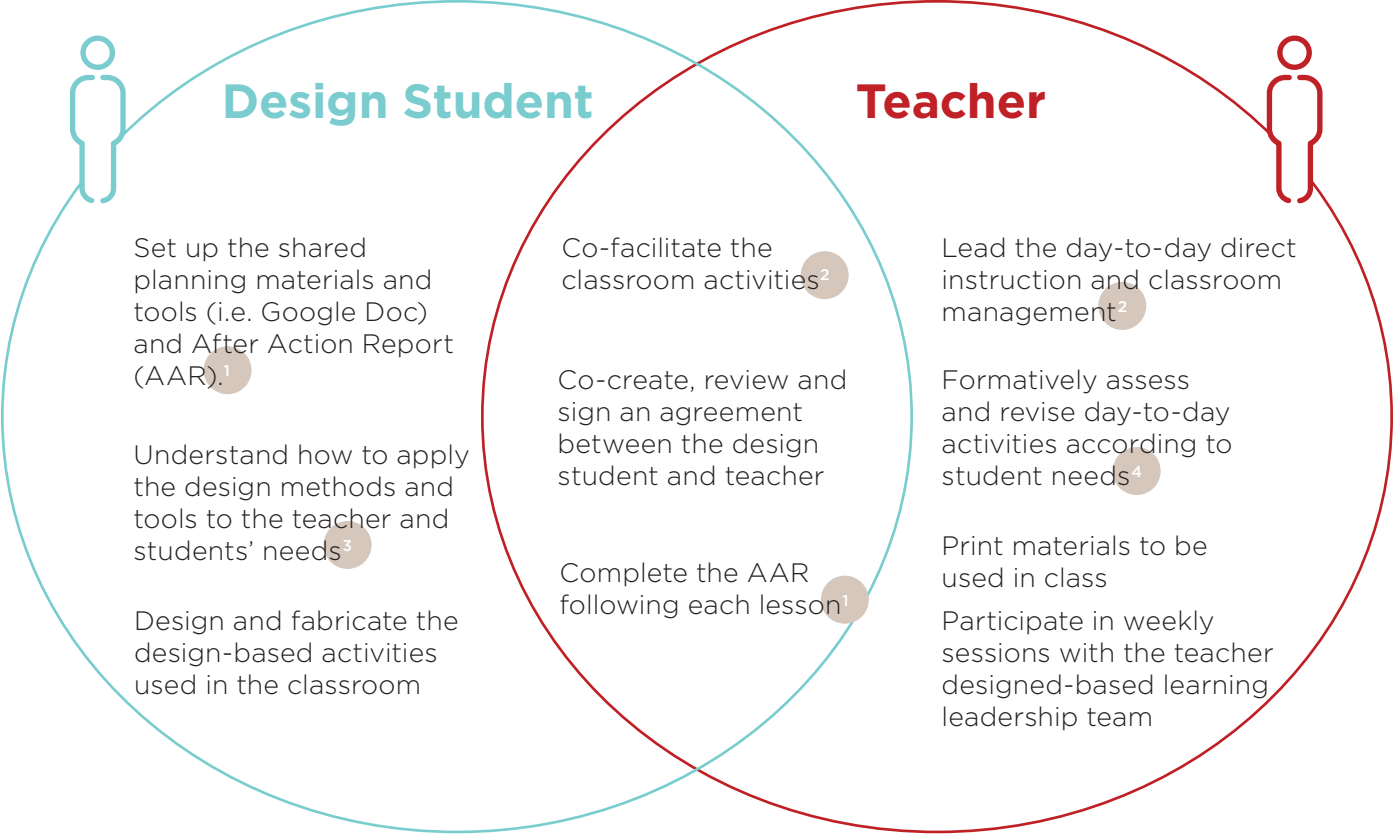 Design Student
Set up the shared
planning materials and
tools (i.e. Google Doc)
and After Action Report
(AAR).1
Understand how to apply
the design methods and
tools to the teacher and
students’ needs3
Design and fabricate the
design-based activities
used in the classroom
Co-facilitate the
classroom activities2
Co-create, review and
sign an agreement
between the design
student and teacher
Complete the AAR
following each lesson1
Teacher
Lead the day-to-day direct
instruction and classroom
management2
Formatively assess
and revise day-to-day
activities according to
student needs4
Print materials to be
used in class
Participate in weekly
sessions with the teacher
designed-based learning
leadership team